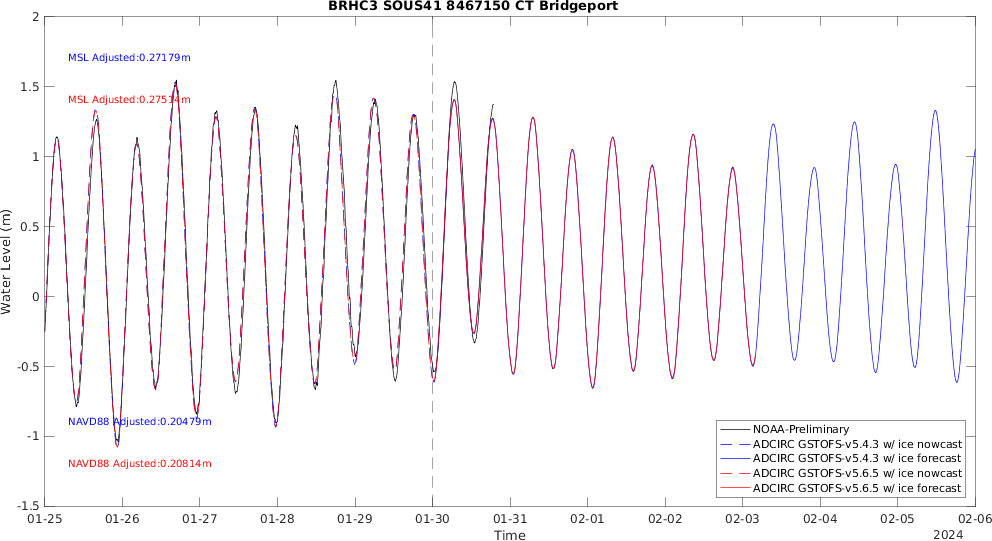 BRHC3 SOUS41 8467150 CT Bridgeport
2
1.5
1
0.5
0
-0.5
-1
-1.5
Water Level (m)
MSL Adjusted:0.27179m
MSL Adjusted:0.27514m
NAVD88 Adjusted:0.20479m
NAVD88 Adjusted:0.20814m
NOAA-Preliminary
ADCIRC GSTOFS-v5.4.3 w/ ice nowcast
ADCIRC GSTOFS-v5.4.3 w/ ice forecast
ADCIRC GSTOFS-v5.6.5 w/ ice nowcast
ADCIRC GSTOFS-v5.6.5 w/ ice forecast
01-25 01-26 01-27 01-28 01-29 01-30 01-31 02-01 02-02 02-03 02-04 02-05 02-06
Time
2024